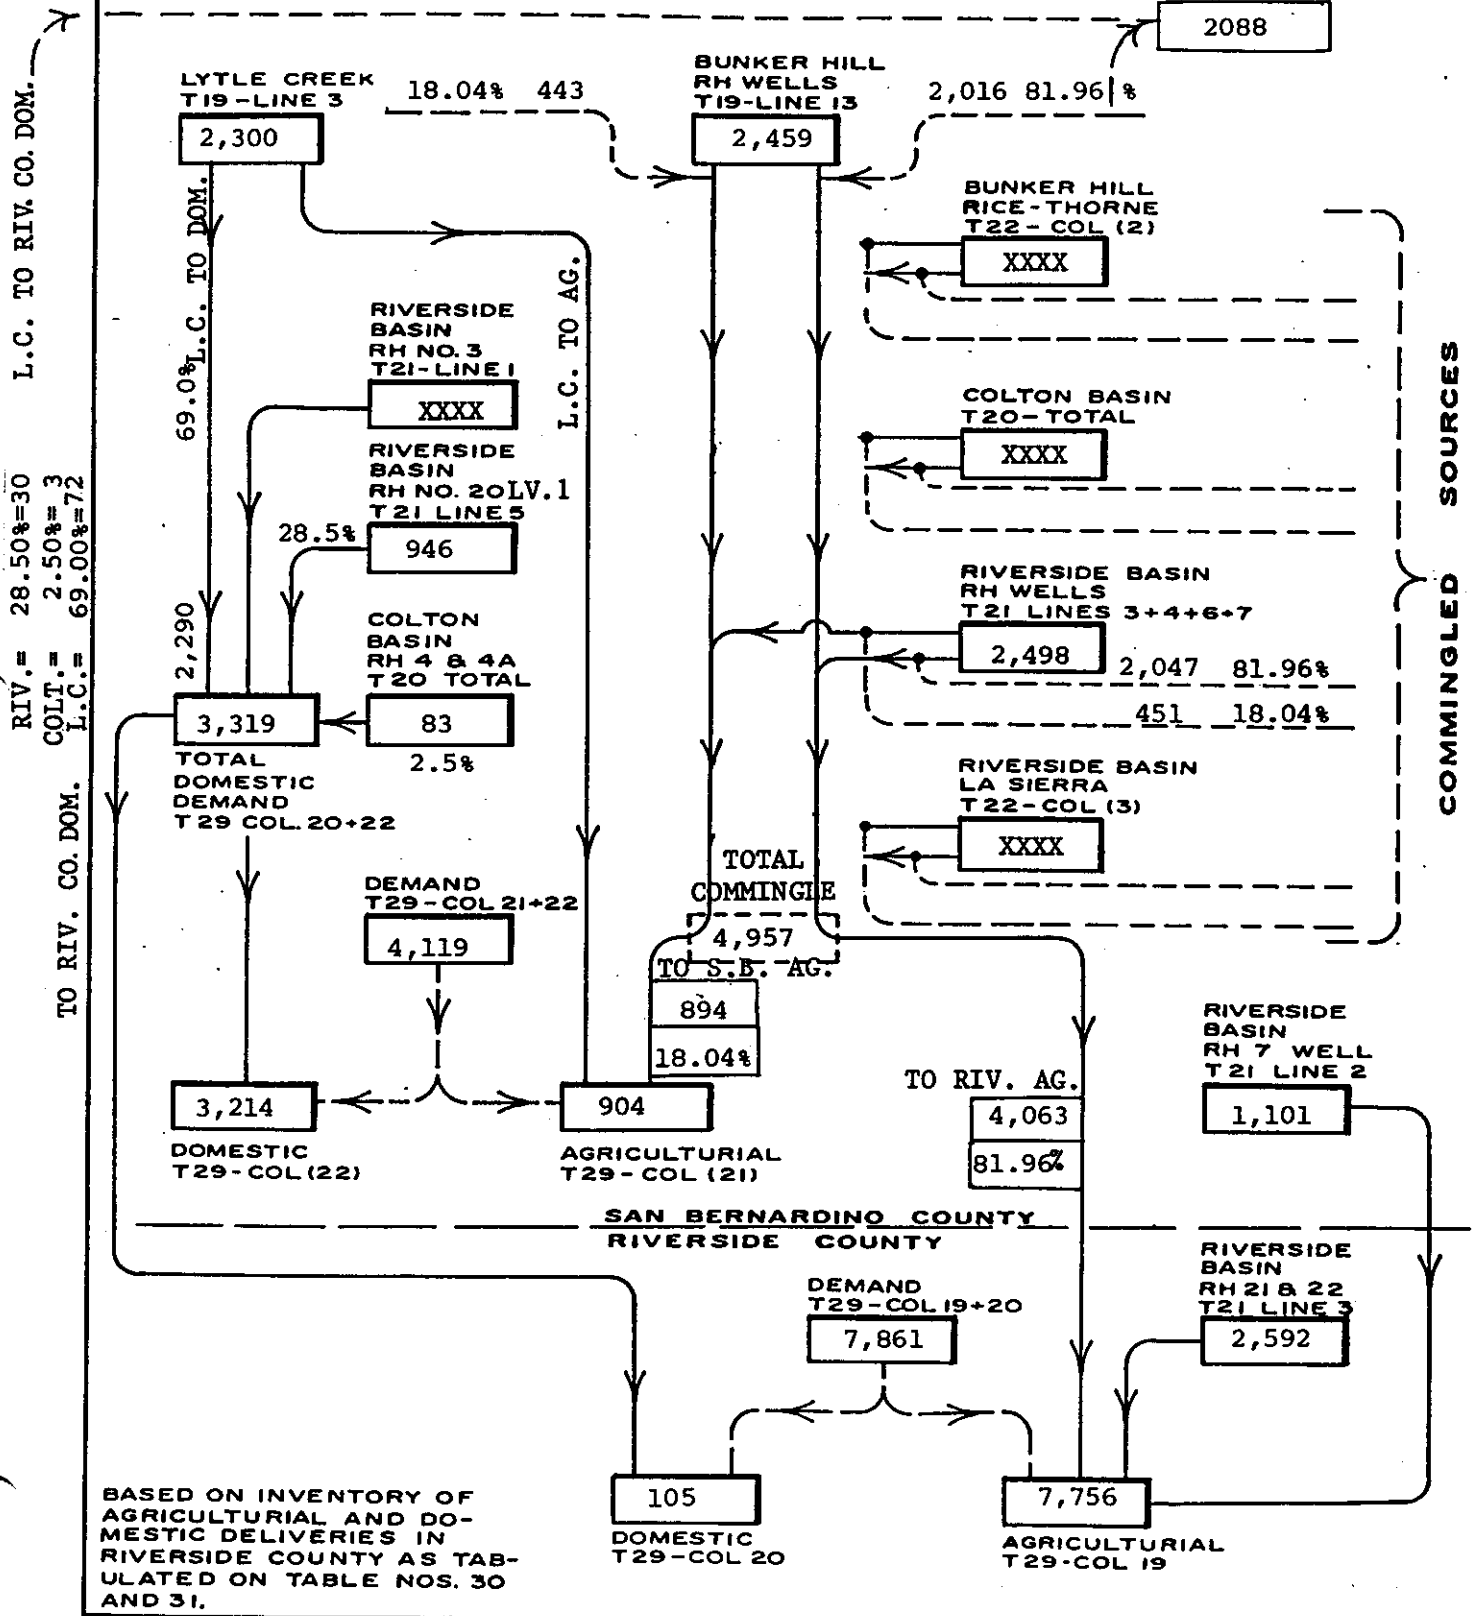 2088
L.C. TO RIV. CO. DOM.
LYTLE CREEK
T19-LINE 3
2,300
18.04% 443
BUNKER HILL
RH WELLS
T19-LINE 13
2,459
2,016 81.96 %
BUNKER HILL
RICE-THORNE
T22-COL (2)
XXXX
69.0% L.C. TO DOM.
2,290
L.C. TO AG.
RIVERSIDE
BASIN
RH NO. 3
T21-LINE 1
XXXX
RIVERSIDE
BASIN
RH NO. 20 LV.1
T21 LINE 5
28.5%
946
COLTON BASIN
T20-TOTAL
XXXX
COMMINGLED SOURCES
RIV.= 28.50%=30
COLT.= 2.50%= 3
L.C.= 69.00%=72
TO RIV. CO. DOM.
RIVERSIDE BASIN
RH WELLS
T21 LINES 3+4+6+7
2,498
2,047 81.96%
451 18.04%
COLTON
BASIN
RH 4 & 4A
T20 TOTAL
83
2.5%
3,319
TOTAL
DOMESTIC
DEMAND
T29 COL. 20+22
RIVERSIDE BASIN
LA SIERRA
T22-COL (3)
XXXX
DEMAND
T29-COL 21+22
4,119
TOTAL
COMMINGLE
4,957
TO S.B. AG.
894
18.04%
3,214
DOMESTIC
T29-COL (22)
904
AGRICULTURIAL
T29-COL (21)
TO RIV. AG.
4,063
81.96%
RIVERSIDE
BASIN
RH 7 WELL
T21 LINE 2
1,101
SAN BERNARDINO COUNTY
RIVERSIDE COUNTY
DEMAND
T29-COL 19+20
7,861
RIVERSIDE
BASIN
RH 21 & 22
T21 LINE 3
2,592
105
DOMESTIC
T29-COL 20
7,756
AGRICULTURIAL
T29-COL 19
BASED ON INVENTORY OF
AGRICULTURIAL AND DO-
MESTIC DELIVERIES IN
RIVERSIDE COUNTY AS TAB-
ULATED ON TABLE NOS. 30
AND 31.